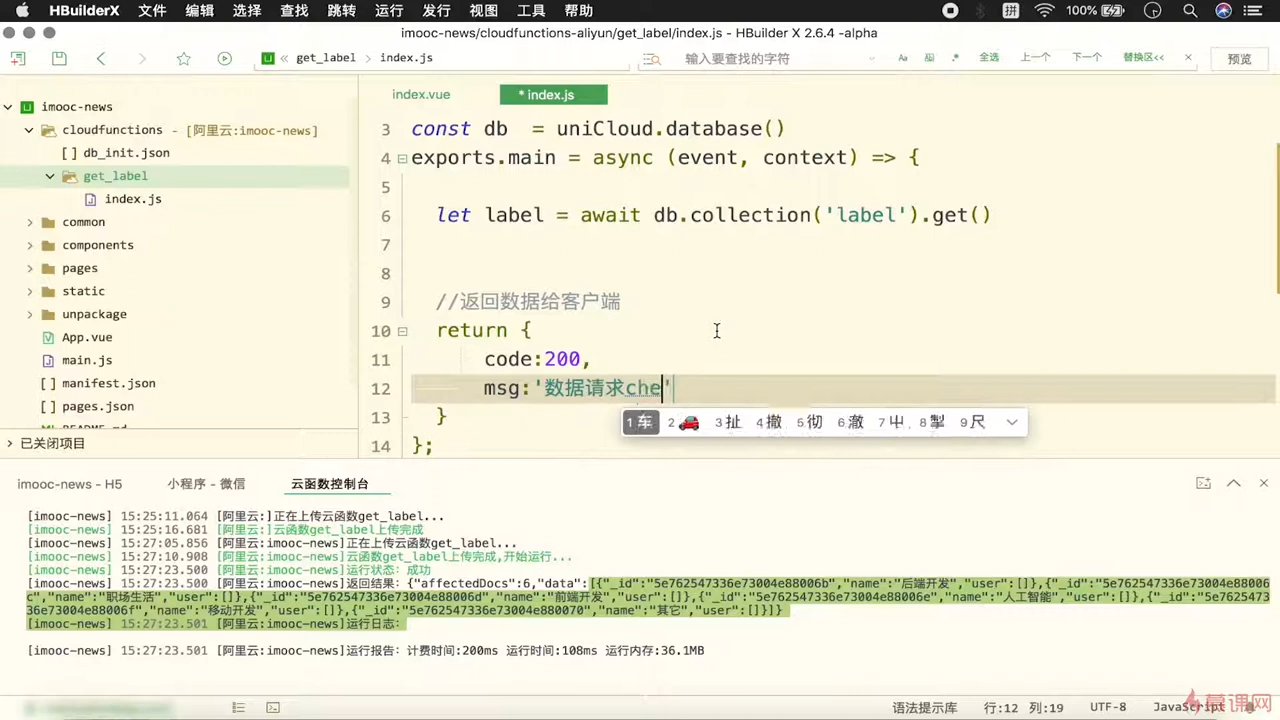 HBuilderX 文件 编辑 选择 查找 跳转 运行 发行 视图 工具 帮助 拼 100%
imooc-news/cloudfunctions-aliyun/get_label/index.js - HBuilder X 2.6.4 -alpha
« get_label › index.js 输入要查找的字符 Aa 全选 上一个 下一个 替换区<< × 预览
index.vue * index.js
imooc-news
cloudfunctions - [阿里云:imooc-news]
[ ] db_init.json
get_label
index.js
common
components
pages
static
unpackage
App.vue
main.js
[ ] manifest.json
[ ] pages.json
已关闭项目
3 const db = uniCloud.database()
4 exports.main = async (event, context) => {
5
6 let label = await db.collection('label').get()
7
8
9 //返回数据给客户端
10 return {
11 code:200,
12 msg:'数据请求che'
1 车 2 🚗 3 扯 4 撤 5 彻 6 澈 7 屮 8 掣 9 尺
13 }
14 };
imooc-news - H5 小程序 - 微信 云函数控制台
[imooc-news] 15:25:11.064 [阿里云:]正在上传云函数get_label...
[imooc-news] 15:25:16.681 [阿里云:]云函数get_label上传完成
[imooc-news] 15:27:05.856 [阿里云:imooc-news]正在上传云函数get_label...
[imooc-news] 15:27:10.908 [阿里云:imooc-news]云函数get_label上传完成,开始运行...
[imooc-news] 15:27:23.500 [阿里云:imooc-news]运行状态: 成功
[imooc-news] 15:27:23.500 [阿里云:imooc-news]返回结果: {"affectedDocs":6,"data":[{"_id":"5e762547336e73004e88006b","name":"后端开发","user":[]},{"_id":"5e762547336e73004e88006
c","name":"职场生活","user":[]},{"_id":"5e762547336e73004e88006d","name":"前端开发","user":[]},{"_id":"5e762547336e73004e88006e","name":"人工智能","user":[]},{"_id":"5e7625473
36e73004e88006f","name":"移动开发","user":[]},{"_id":"5e762547336e73004e880070","name":"其它","user":[]}]}
[imooc-news] 15:27:23.501 [阿里云:imooc-news]运行日志:
[imooc-news] 15:27:23.501 [阿里云:imooc-news]运行报告: 计费时间:200ms 运行时间:108ms 运行内存:36.1MB
语法提示库 行:12 列:19 UTF-8 JavaScript
慕课网